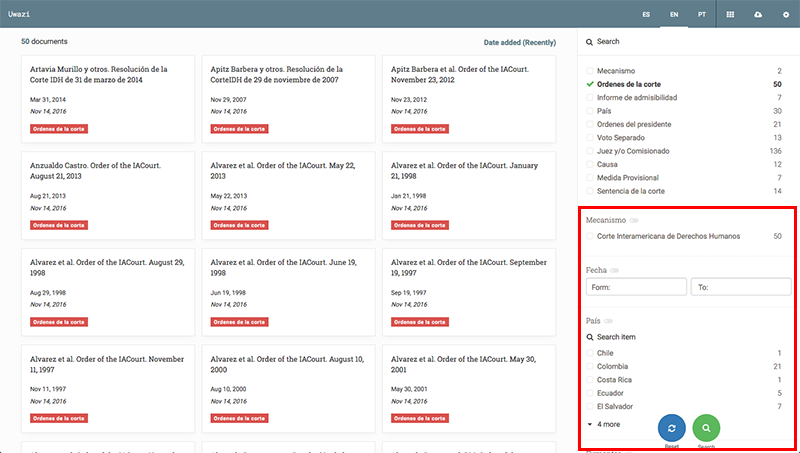 Uwazi
ES
EN
PT
50 documents
Date added (Recently)
Artavia Murillo y otros. Resolución de la
Corte IDH de 31 de marzo de 2014
Mar 31, 2014
Nov 14, 2016
Ordenes de la corte
Apitz Barbera y otros. Resolución de la
CorteIDH de 29 de noviembre de 2007
Nov 29, 2007
Nov 14, 2016
Ordenes de la corte
Apitz Barbera et al. Order of the IACourt.
November 23, 2012
Nov 23, 2012
Nov 14, 2016
Ordenes de la corte
Anzualdo Castro. Order of the IACourt.
August 21, 2013
Aug 21, 2013
Nov 14, 2016
Ordenes de la corte
Alvarez et al. Order of the IACourt. May 22,
2013
May 22, 2013
Nov 14, 2016
Ordenes de la corte
Alvarez et al. Order of the IACourt. January
21, 1998
Jan 21, 1998
Nov 14, 2016
Ordenes de la corte
Alvarez et al. Order of the IACourt. August 29,
1998
Aug 29, 1998
Nov 14, 2016
Ordenes de la corte
Alvarez et al. Order of the IACourt. June 19,
1998
Jun 19, 1998
Nov 14, 2016
Ordenes de la corte
Alvarez et al. Order of the IACourt. September
19, 1997
Sep 19, 1997
Nov 14, 2016
Ordenes de la corte
Alvarez et al. Order of the IACourt. November
11, 1997
Nov 11, 1997
Nov 14, 2016
Ordenes de la corte
Alvarez et al. Order of the IACourt. August 10,
2000
Aug 10, 2000
Nov 14, 2016
Ordenes de la corte
Alvarez et al. Order of the IACourt. May 30,
2001
May 30, 2001
Nov 14, 2016
Ordenes de la corte
Search
Mecanismo 2
Ordenes de la corte 50
Informe de admisibilidad 7
País 30
Ordenes del presidente 21
Voto Separado 13
Juez y/o Comisionado 136
Causa 12
Medida Provisional 7
Sentencia de la corte 14
Mecanismo
Corte Interamericana de Derechos Humanos 50
Fecha
Form:
To:
País
Search item
Chile 1
Colombia 21
Costa Rica 1
Ecuador 5
El Salvador 7
4 more
Reset
Search